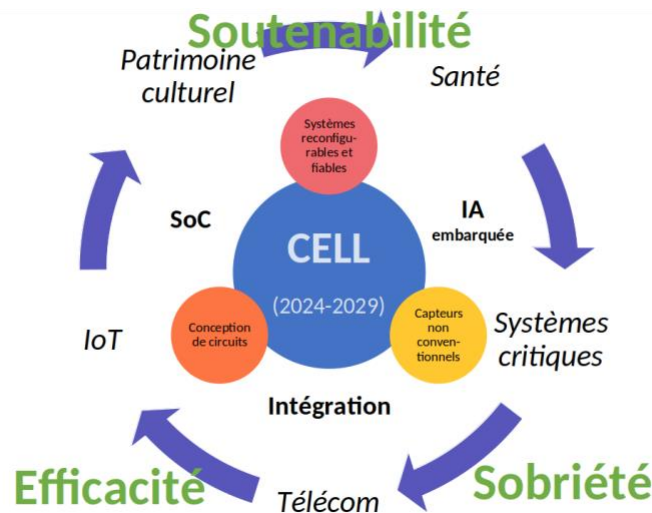 Soutenabilité
Patrimoine
culturel
Santé
Systèmes
reconfigu-
rables et
fiables
SoC
IA
embarquée
CELL
(2024-2029)
Conception
de circuits
Capteurs
non
conven-
tionnels
IoT
Systèmes
critiques
Intégration
Efficacité
Télécom
Sobriété